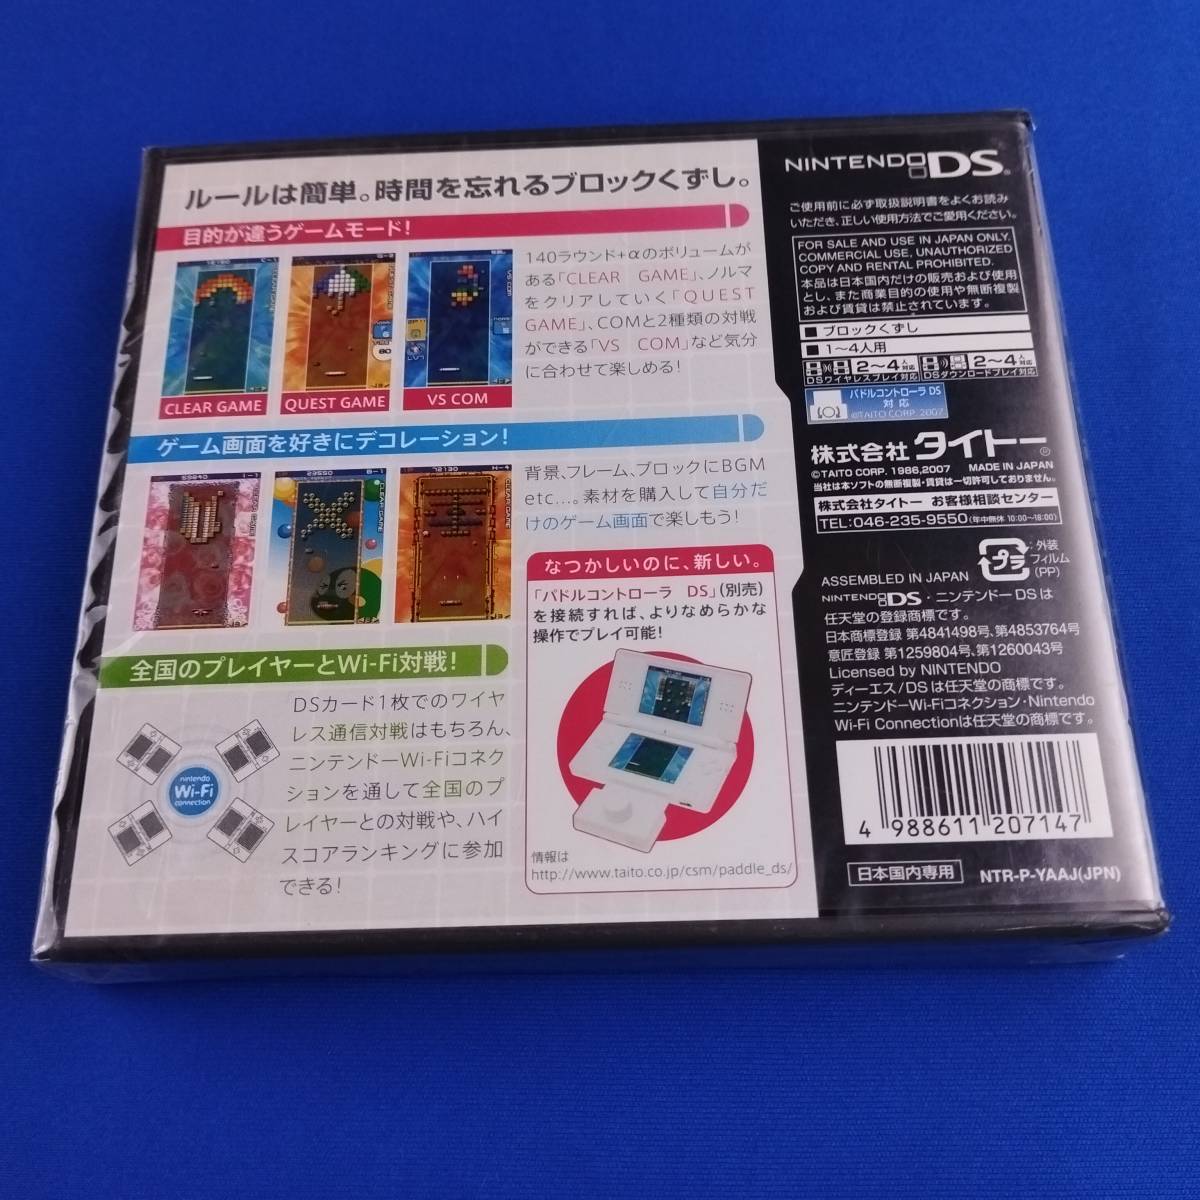 ルールは簡単。時間を忘れるブロックくずし。
目的が違うゲームモード!
CLEAR GAME
QUEST GAME
VS COM
140ラウンド+αのボリュームが
ある「CLEAR GAME」、ノルマ
をクリアしていく「QUEST
GAME」、COMと2種類の対戦
ができる「VS COM」など気分
に合わせて楽しめる!
ゲーム画面を好きにデコレーション!
背景、フレーム、ブロックにBGM
etc…。素材を購入して自分だ
けのゲーム画面で楽しもう!
全国のプレイヤーとWi-Fi対戦!
nintendo
Wi-Fi
connection
DSカード1枚でのワイヤ
レス通信対戦はもちろん、
ニンテンドーWi-Fiコネク
ションを通して全国のプ
レイヤーとの対戦や、ハイ
スコアランキングに参加
できる!
なつかしいのに、新しい。
「パドルコントローラ DS」(別売)
を接続すれば、よりなめらかな
操作でプレイ可能!
情報は
http://www.taito.co.jp/csm/paddle_ds/
NINTENDO DS
ご使用前に必ず取扱説明書をよくお読み
いただき、正しい使用方法でご愛用ください。
FOR SALE AND USE IN JAPAN ONLY.
COMMERCIAL USE, UNAUTHORIZED
COPY AND RENTAL PROHIBITED.
本品は日本国内だけの販売および使用
とし、また商業目的の使用や無断複製
および賃貸は禁止されています。
■ ブロックくずし
■ 1〜4人用
2〜4人対応
DSワイヤレスプレイ対応
2〜4人対応
DSダウンロードプレイ対応
パドルコントローラ DS
対応
©TAITO CORP. 2007
株式会社 タイトー®
©TAITO CORP. 1986,2007 MADE IN JAPAN
当社は本ソフトの無断複製・賃貸は一切許可しておりません。
株式会社タイトー お客様相談センター
TEL:046-235-9550(年中無休 10:00〜18:00)
プラ
:外装
フィルム
(PP)
ASSEMBLED IN JAPAN
NINTENDO DS・ニンテンドーDSは
任天堂の登録商標です。
日本商標登録 第4841498号、第4853764号
意匠登録 第1259804号、第1260043号
Licensed by NINTENDO
ディーエス/DSは任天堂の商標です。
ニンテンドーWi-Fiコネクション・Nintendo
Wi-Fi Connectionは任天堂の商標です。
4 988611 207147
日本国内専用
NTR-P-YAAJ(JPN)